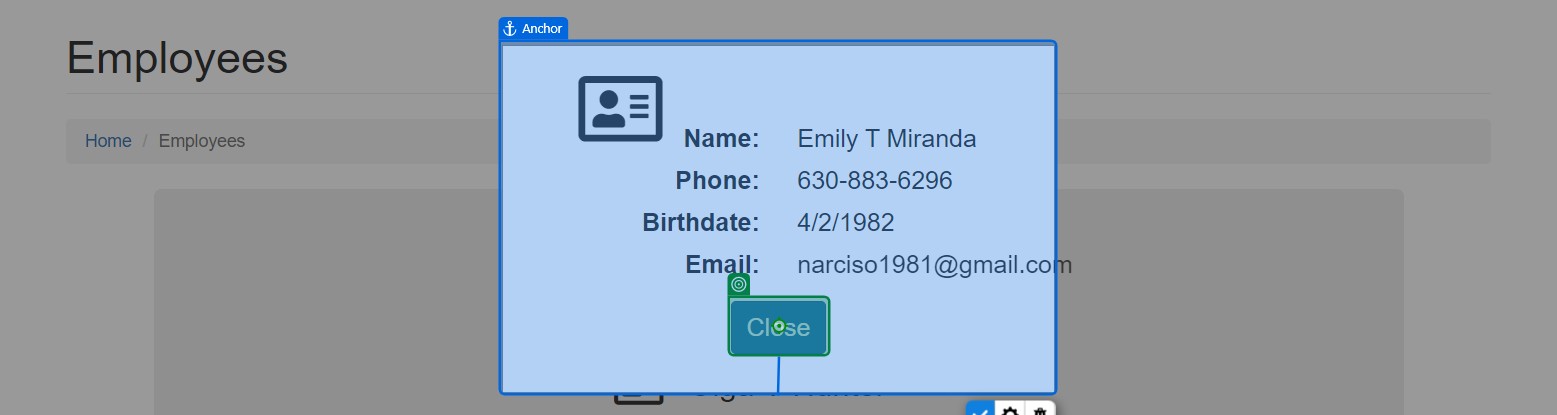 Anchor
Employees
Home / Employees
Name: Emily T Miranda
Phone: 630-883-6296
Birthdate: 4/2/1982
Email: narciso1981@gmail.com
Close